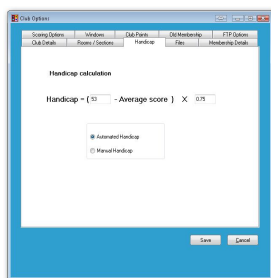 Club Options
Scoring Options Windows Club Points Old Membership FTP Options
Club Details Rooms / Sections Handicap Files Membership Details
Handicap calculation
Handicap = ( 53 - Average score ) X 0.75
Automated Handicap
Manual Handicap
Save Cancel